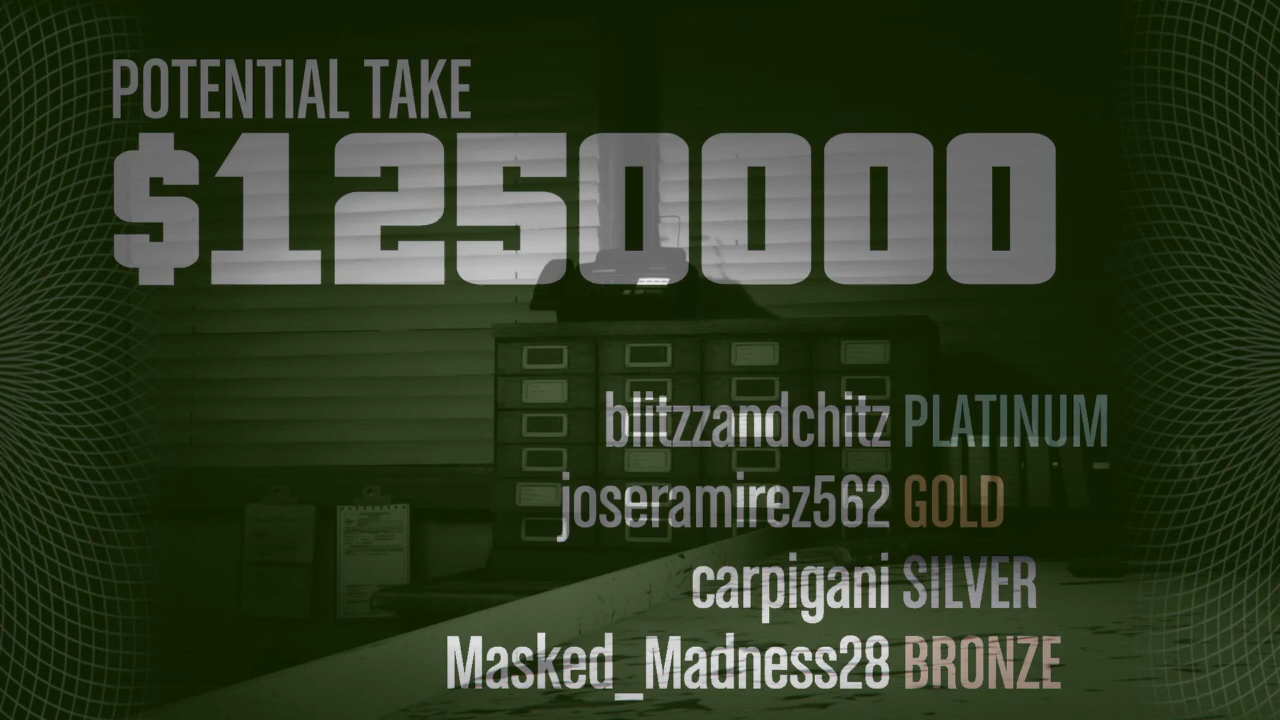 POTENTIAL TAKE
$1250000
blitzzandchitz PLATINUM
joseramirez562 GOLD
carpigani SILVER
Masked_Madness28 BRONZE